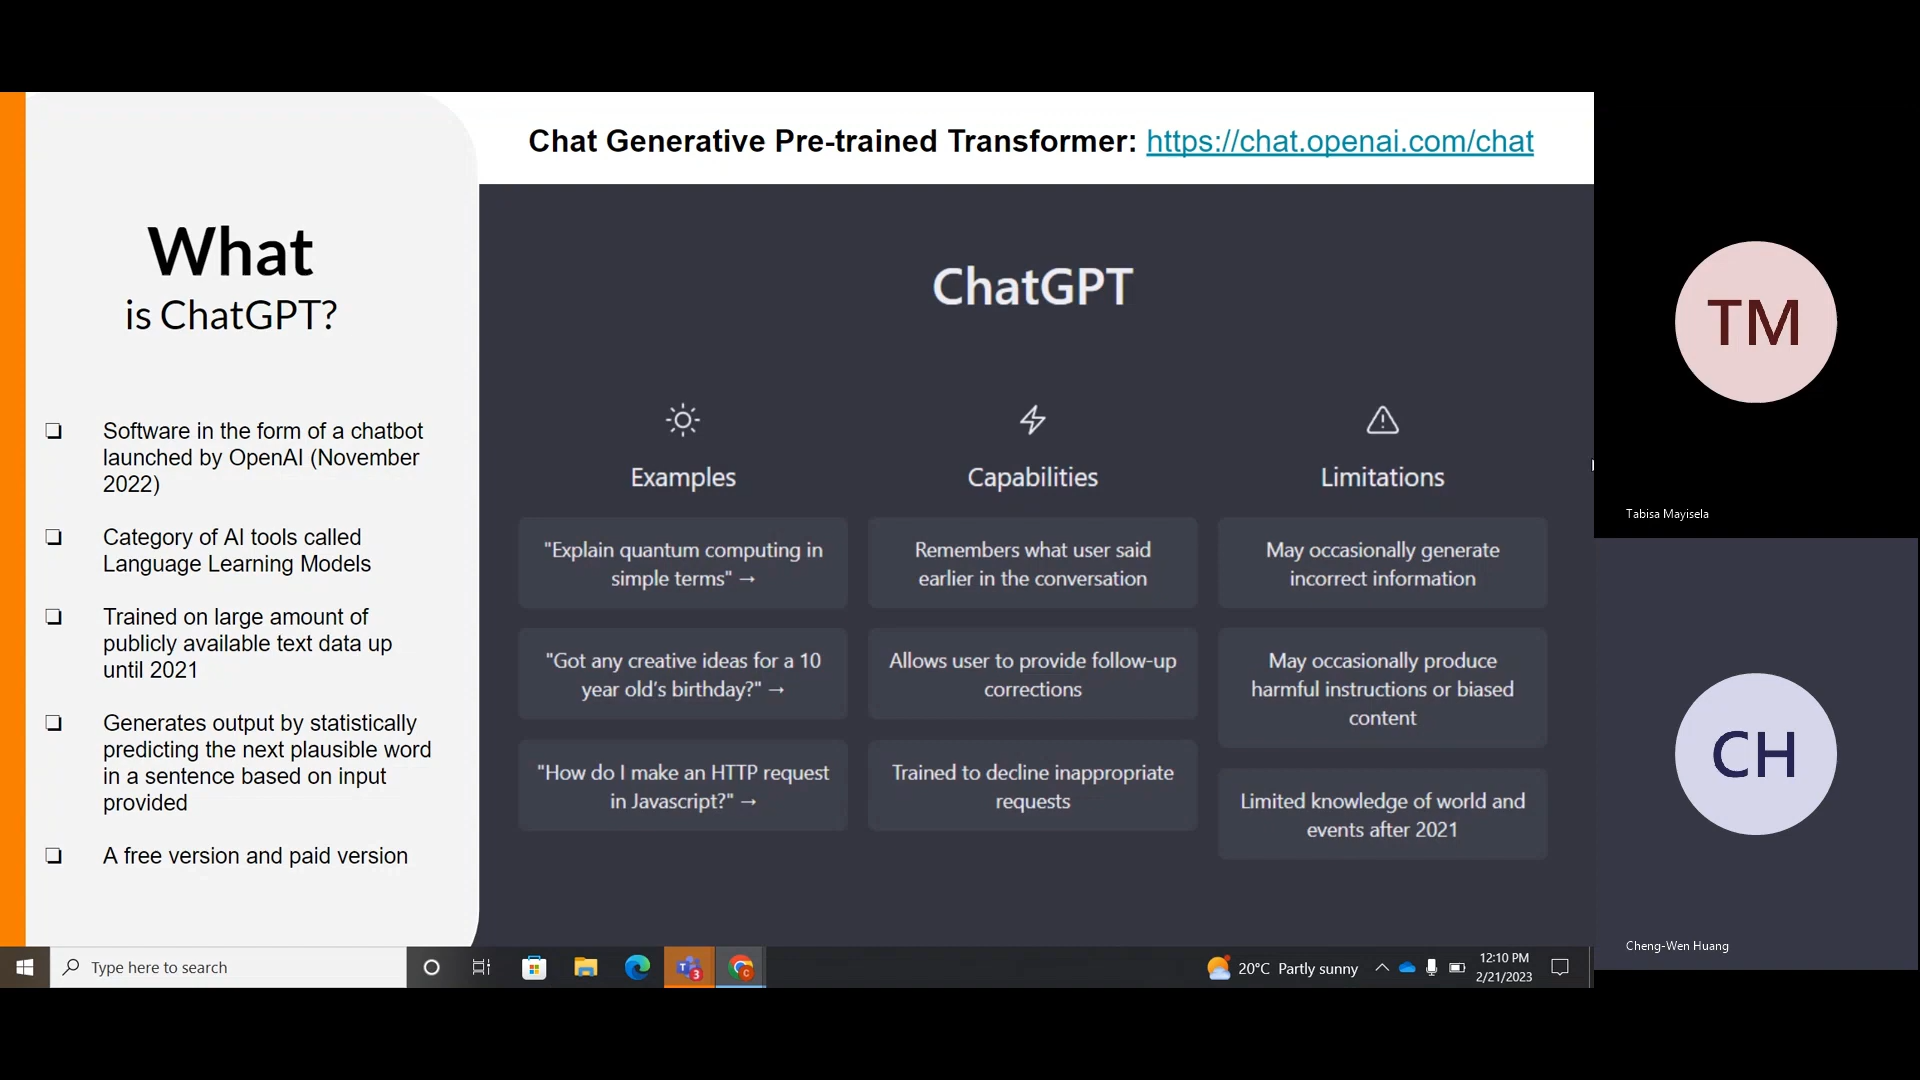 Chat Generative Pre-trained Transformer: https://chat.openai.com/chat
What
is ChatGPT?
❏ Software in the form of a chatbot
launched by OpenAI (November
2022)
❏ Category of AI tools called
Language Learning Models
❏ Trained on large amount of
publicly available text data up
until 2021
❏ Generates output by statistically
predicting the next plausible word
in a sentence based on input
provided
❏ A free version and paid version
ChatGPT
Examples
"Explain quantum computing in
simple terms" →
"Got any creative ideas for a 10
year old's birthday?" →
"How do I make an HTTP request
in Javascript?" →
Capabilities
Remembers what user said
earlier in the conversation
Allows user to provide follow-up
corrections
Trained to decline inappropriate
requests
Limitations
May occasionally generate
incorrect information
May occasionally produce
harmful instructions or biased
content
Limited knowledge of world and
events after 2021
TM
Tabisa Mayisela
CH
Cheng-Wen Huang
Type here to search
3
C
20°C Partly sunny
12:10 PM
2/21/2023